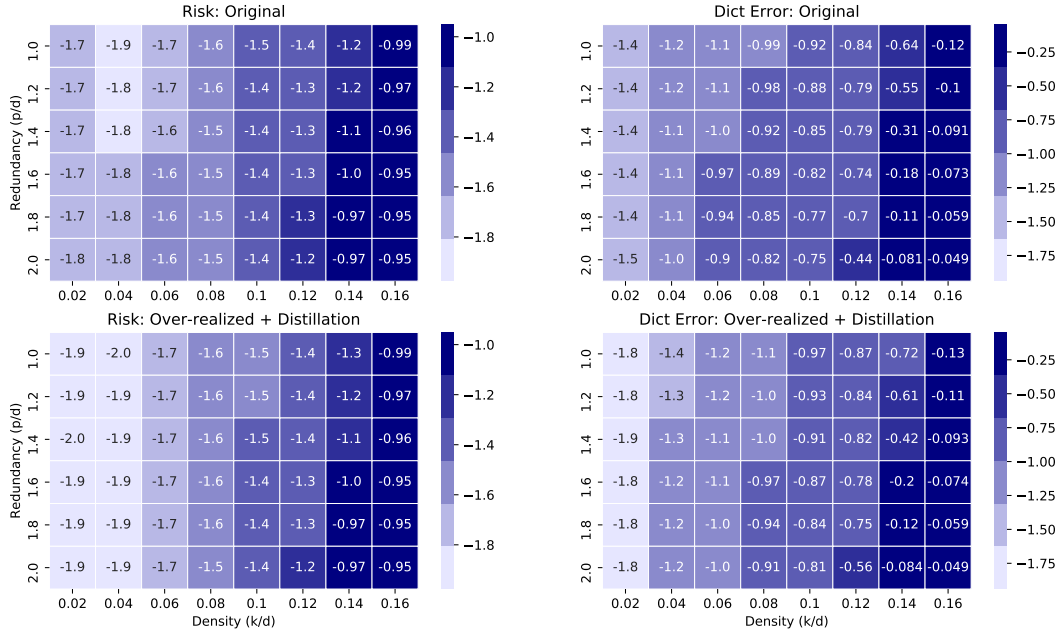 Risk: Original
Dict Error: Original
1.0 -1.7 -1.9 -1.7 -1.6 -1.5 -1.4 -1.2 -0.99
1.2 -1.7 -1.8 -1.7 -1.6 -1.4 -1.3 -1.2 -0.97
1.4 -1.7 -1.8 -1.6 -1.5 -1.4 -1.3 -1.1 -0.96
1.6 -1.7 -1.8 -1.6 -1.5 -1.4 -1.3 -1.0 -0.95
1.8 -1.7 -1.8 -1.6 -1.5 -1.4 -1.3 -0.97 -0.95
2.0 -1.8 -1.8 -1.6 -1.5 -1.4 -1.2 -0.97 -0.95
0.02 0.04 0.06 0.08 0.1 0.12 0.14 0.16
Redundancy (p/d)
−1.0
−1.2
−1.4
−1.6
−1.8
1.0 -1.4 -1.2 -1.1 -0.99 -0.92 -0.84 -0.64 -0.12
1.2 -1.4 -1.2 -1.1 -0.98 -0.88 -0.79 -0.55 -0.1
1.4 -1.4 -1.1 -1.0 -0.92 -0.85 -0.79 -0.31 -0.091
1.6 -1.4 -1.1 -0.97 -0.89 -0.82 -0.74 -0.18 -0.073
1.8 -1.4 -1.1 -0.94 -0.85 -0.77 -0.7 -0.11 -0.059
2.0 -1.5 -1.0 -0.9 -0.82 -0.75 -0.44 -0.081 -0.049
0.02 0.04 0.06 0.08 0.1 0.12 0.14 0.16
−0.25
−0.50
−0.75
−1.00
−1.25
−1.50
−1.75
Risk: Over-realized + Distillation
Dict Error: Over-realized + Distillation
1.0 -1.9 -2.0 -1.7 -1.6 -1.5 -1.4 -1.3 -0.99
1.2 -1.9 -1.9 -1.7 -1.6 -1.5 -1.4 -1.2 -0.97
1.4 -2.0 -1.9 -1.7 -1.6 -1.5 -1.4 -1.1 -0.96
1.6 -1.9 -1.9 -1.7 -1.6 -1.4 -1.3 -1.0 -0.95
1.8 -1.9 -1.9 -1.7 -1.6 -1.4 -1.3 -0.97 -0.95
2.0 -1.9 -1.9 -1.7 -1.5 -1.4 -1.2 -0.97 -0.95
0.02 0.04 0.06 0.08 0.1 0.12 0.14 0.16
Redundancy (p/d)
Density (k/d)
−1.0
−1.2
−1.4
−1.6
−1.8
1.0 -1.8 -1.4 -1.2 -1.1 -0.97 -0.87 -0.72 -0.13
1.2 -1.8 -1.3 -1.2 -1.0 -0.93 -0.84 -0.61 -0.11
1.4 -1.9 -1.3 -1.1 -1.0 -0.91 -0.82 -0.42 -0.093
1.6 -1.8 -1.2 -1.1 -0.97 -0.87 -0.78 -0.2 -0.074
1.8 -1.8 -1.2 -1.0 -0.94 -0.84 -0.75 -0.12 -0.059
2.0 -1.8 -1.2 -1.0 -0.91 -0.81 -0.56 -0.084 -0.049
0.02 0.04 0.06 0.08 0.1 0.12 0.14 0.16
Density (k/d)
−0.25
−0.50
−0.75
−1.00
−1.25
−1.50
−1.75